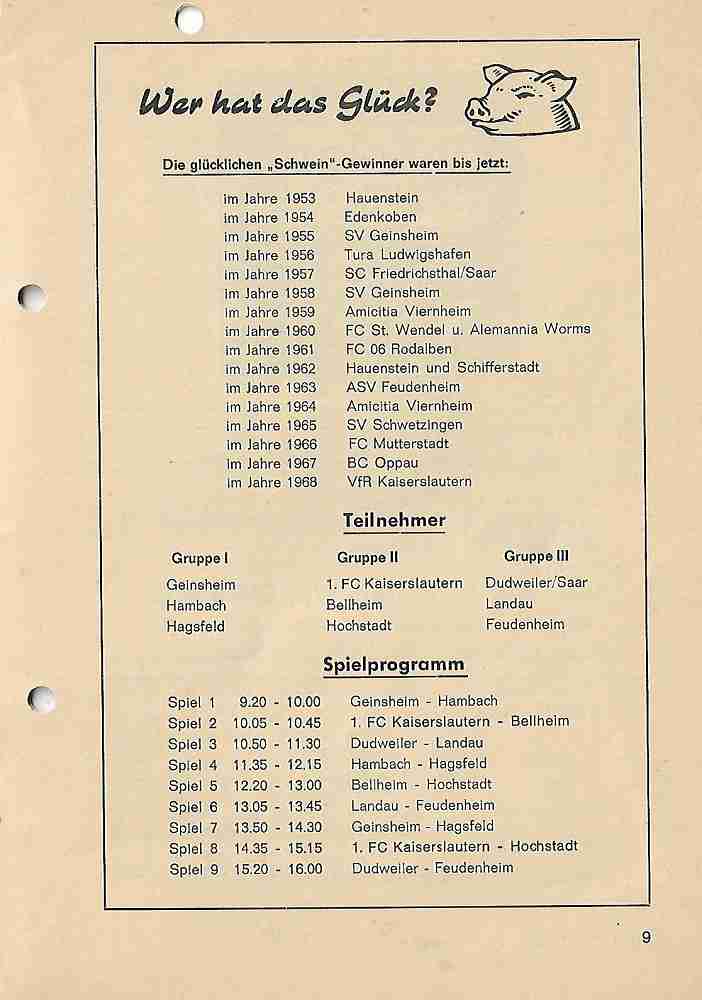 Wer hat das Glück?
Die glücklichen „Schwein"-Gewinner waren bis jetzt:
im Jahre 1953 Hauenstein
im Jahre 1954 Edenkoben
im Jahre 1955 SV Geinsheim
im Jahre 1956 Tura Ludwigshafen
im Jahre 1957 SC Friedrichsthal/Saar
im Jahre 1958 SV Geinsheim
im Jahre 1959 Amicitia Viernheim
im Jahre 1960 FC St. Wendel u. Alemannia Worms
im Jahre 1961 FC 06 Rodalben
im Jahre 1962 Hauenstein und Schifferstadt
im Jahre 1963 ASV Feudenheim
im Jahre 1964 Amicitia Viernheim
im Jahre 1965 SV Schwetzingen
im Jahre 1966 FC Mutterstadt
im Jahre 1967 BC Oppau
im Jahre 1968 VfR Kaiserslautern
Teilnehmer
Gruppe I Gruppe II Gruppe III
Geinsheim 1. FC Kaiserslautern Dudweiler/Saar
Hambach Bellheim Landau
Hagsfeld Hochstadt Feudenheim
Spielprogramm
Spiel 1 9.20 - 10.00 Geinsheim - Hambach
Spiel 2 10.05 - 10.45 1. FC Kaiserslautern - Bellheim
Spiel 3 10.50 - 11.30 Dudweiler - Landau
Spiel 4 11.35 - 12.15 Hambach - Hagsfeld
Spiel 5 12.20 - 13.00 Bellheim - Hochstadt
Spiel 6 13.05 - 13.45 Landau - Feudenheim
Spiel 7 13.50 - 14.30 Geinsheim - Hagsfeld
Spiel 8 14.35 - 15.15 1. FC Kaiserslautern - Hochstadt
Spiel 9 15.20 - 16.00 Dudweiler - Feudenheim
9